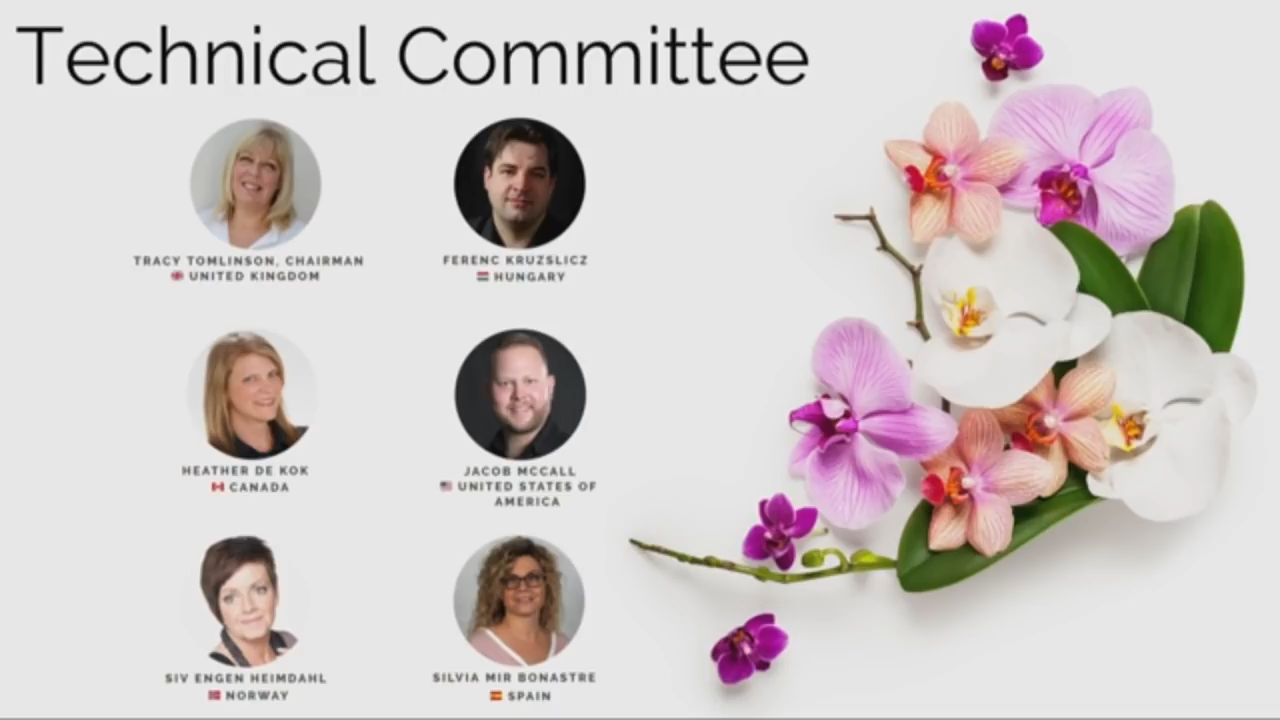 Technical Committee
TRACY TOMLINSON, CHAIRMAN
UNITED KINGDOM
FERENC KRUZSLICZ
HUNGARY
HEATHER DE KOK
CANADA
JACOB MCCALL
UNITED STATES OF
AMERICA
SIV ENGEN HEIMDAHL
NORWAY
SILVIA MIR BONASTRE
SPAIN